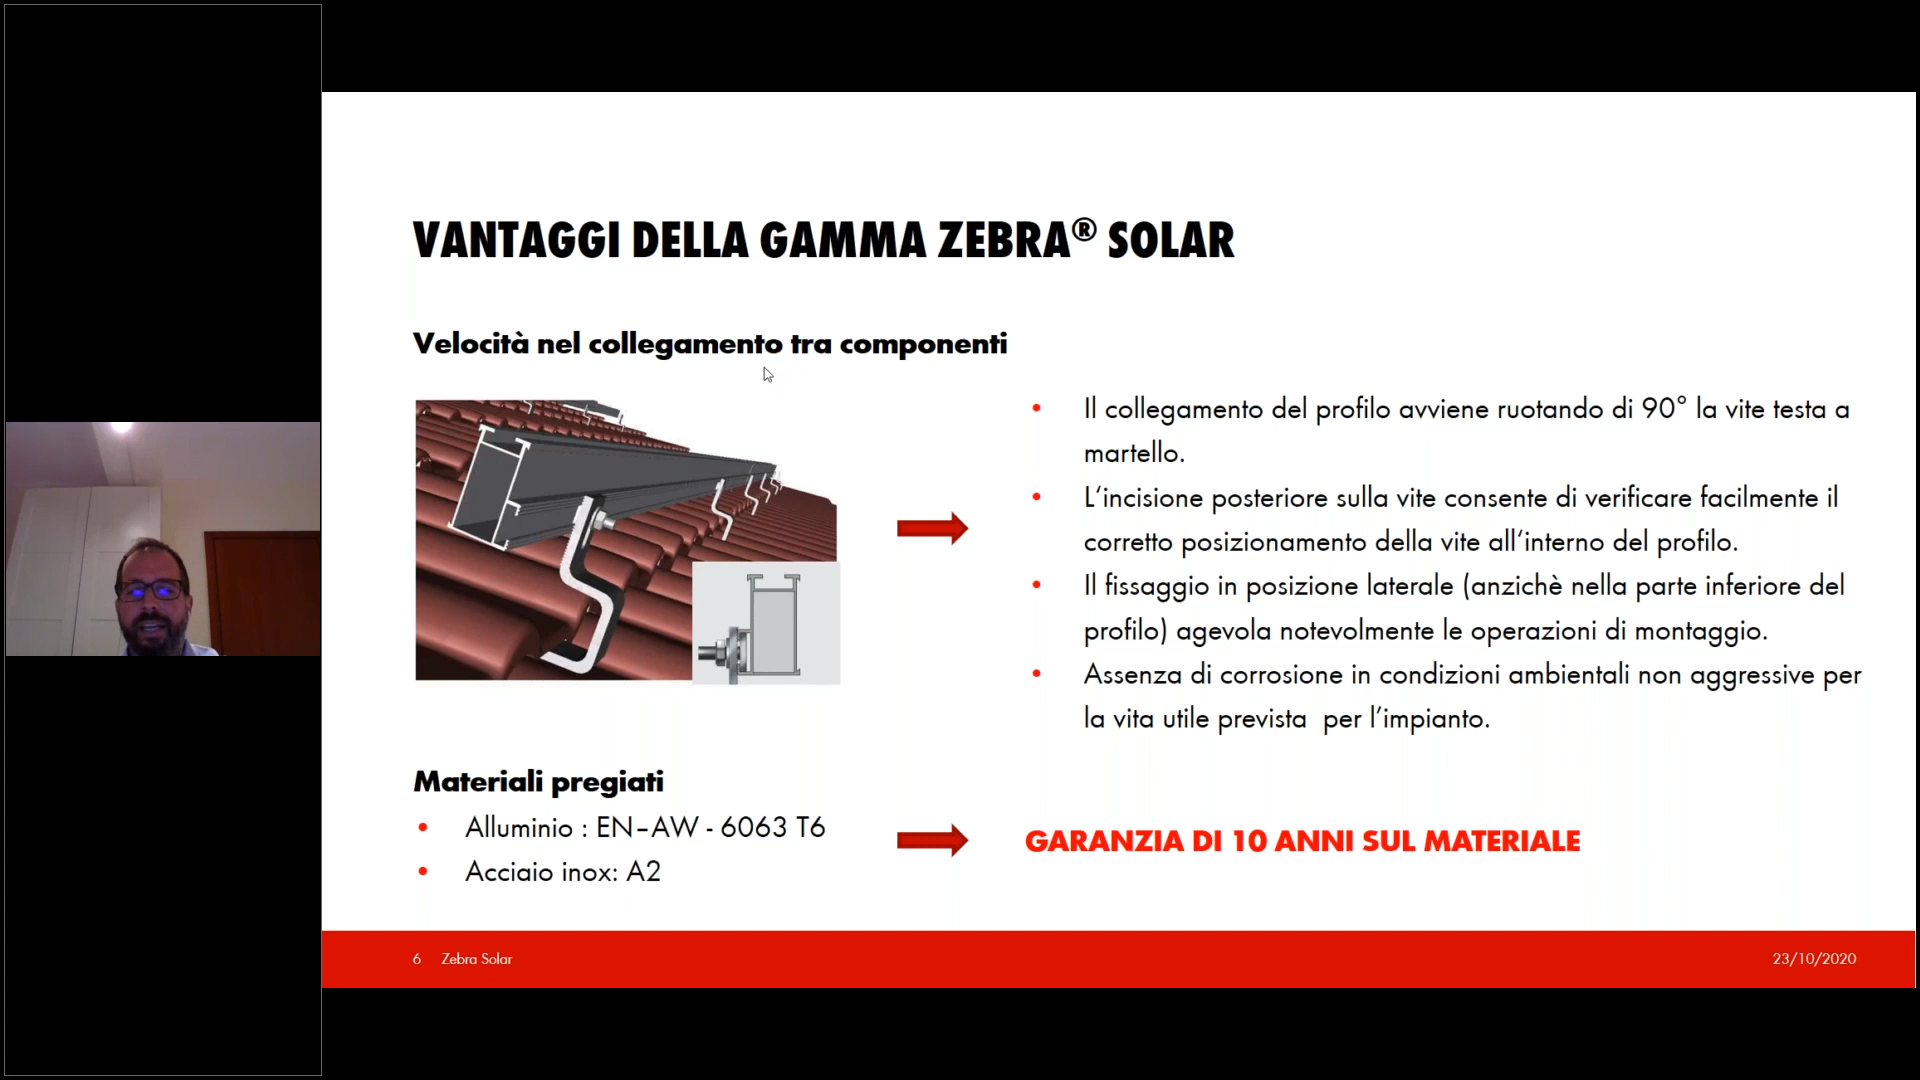 VANTAGGI DELLA GAMMA ZEBRA® SOLAR
Velocità nel collegamento tra componenti
• Il collegamento del profilo avviene ruotando di 90° la vite testa a
martello.
• L‘incisione posteriore sulla vite consente di verificare facilmente il
corretto posizionamento della vite all‘interno del profilo.
• Il fissaggio in posizione laterale (anzichè nella parte inferiore del
profilo) agevola notevolmente le operazioni di montaggio.
• Assenza di corrosione in condizioni ambientali non aggressive per
la vita utile prevista  per l’impianto.
Materiali pregiati
• Alluminio : EN–AW - 6063 T6
• Acciaio inox: A2
GARANZIA DI 10 ANNI SUL MATERIALE
6 Zebra Solar 23/10/2020